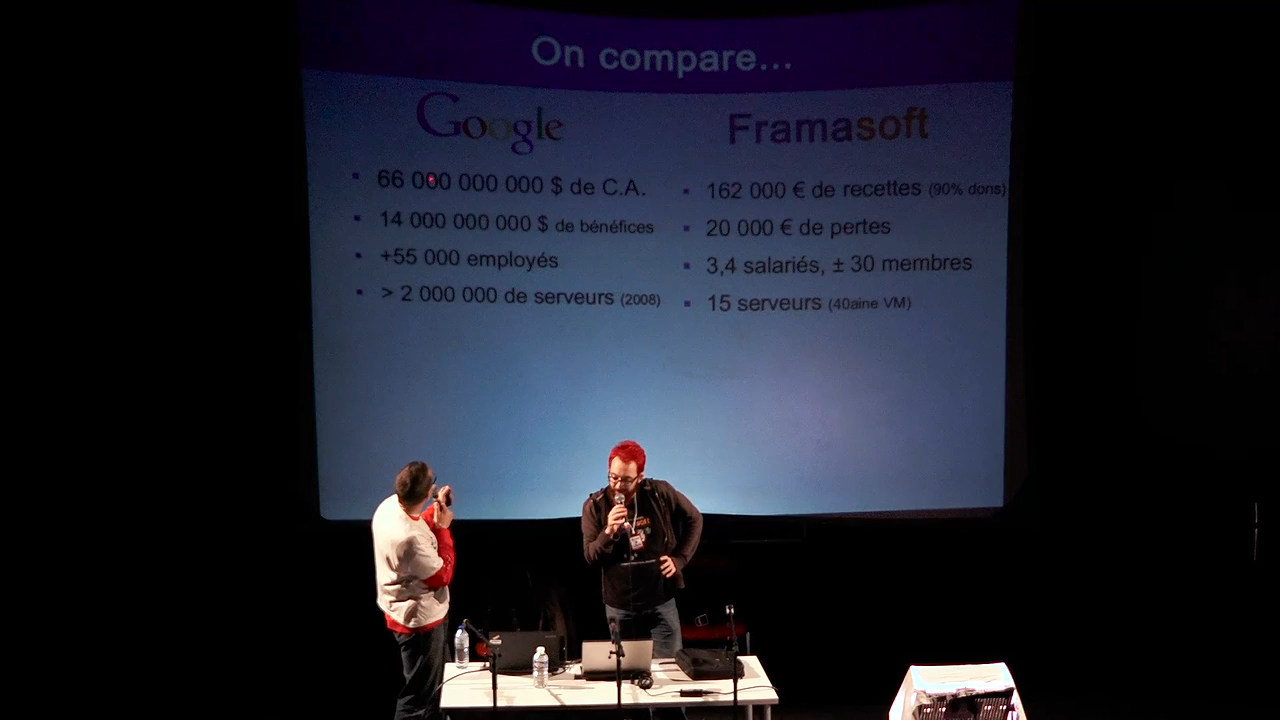 On compare...
Google
66 000 000 000 $ de C.A.
14 000 000 000 $ de bénéfices
+55 000 employés
> 2 000 000 de serveurs (2008)
Framasoft
162 000 € de recettes (90% dons)
20 000 € de pertes
3,4 salariés, ± 30 membres
15 serveurs (40aine VM)